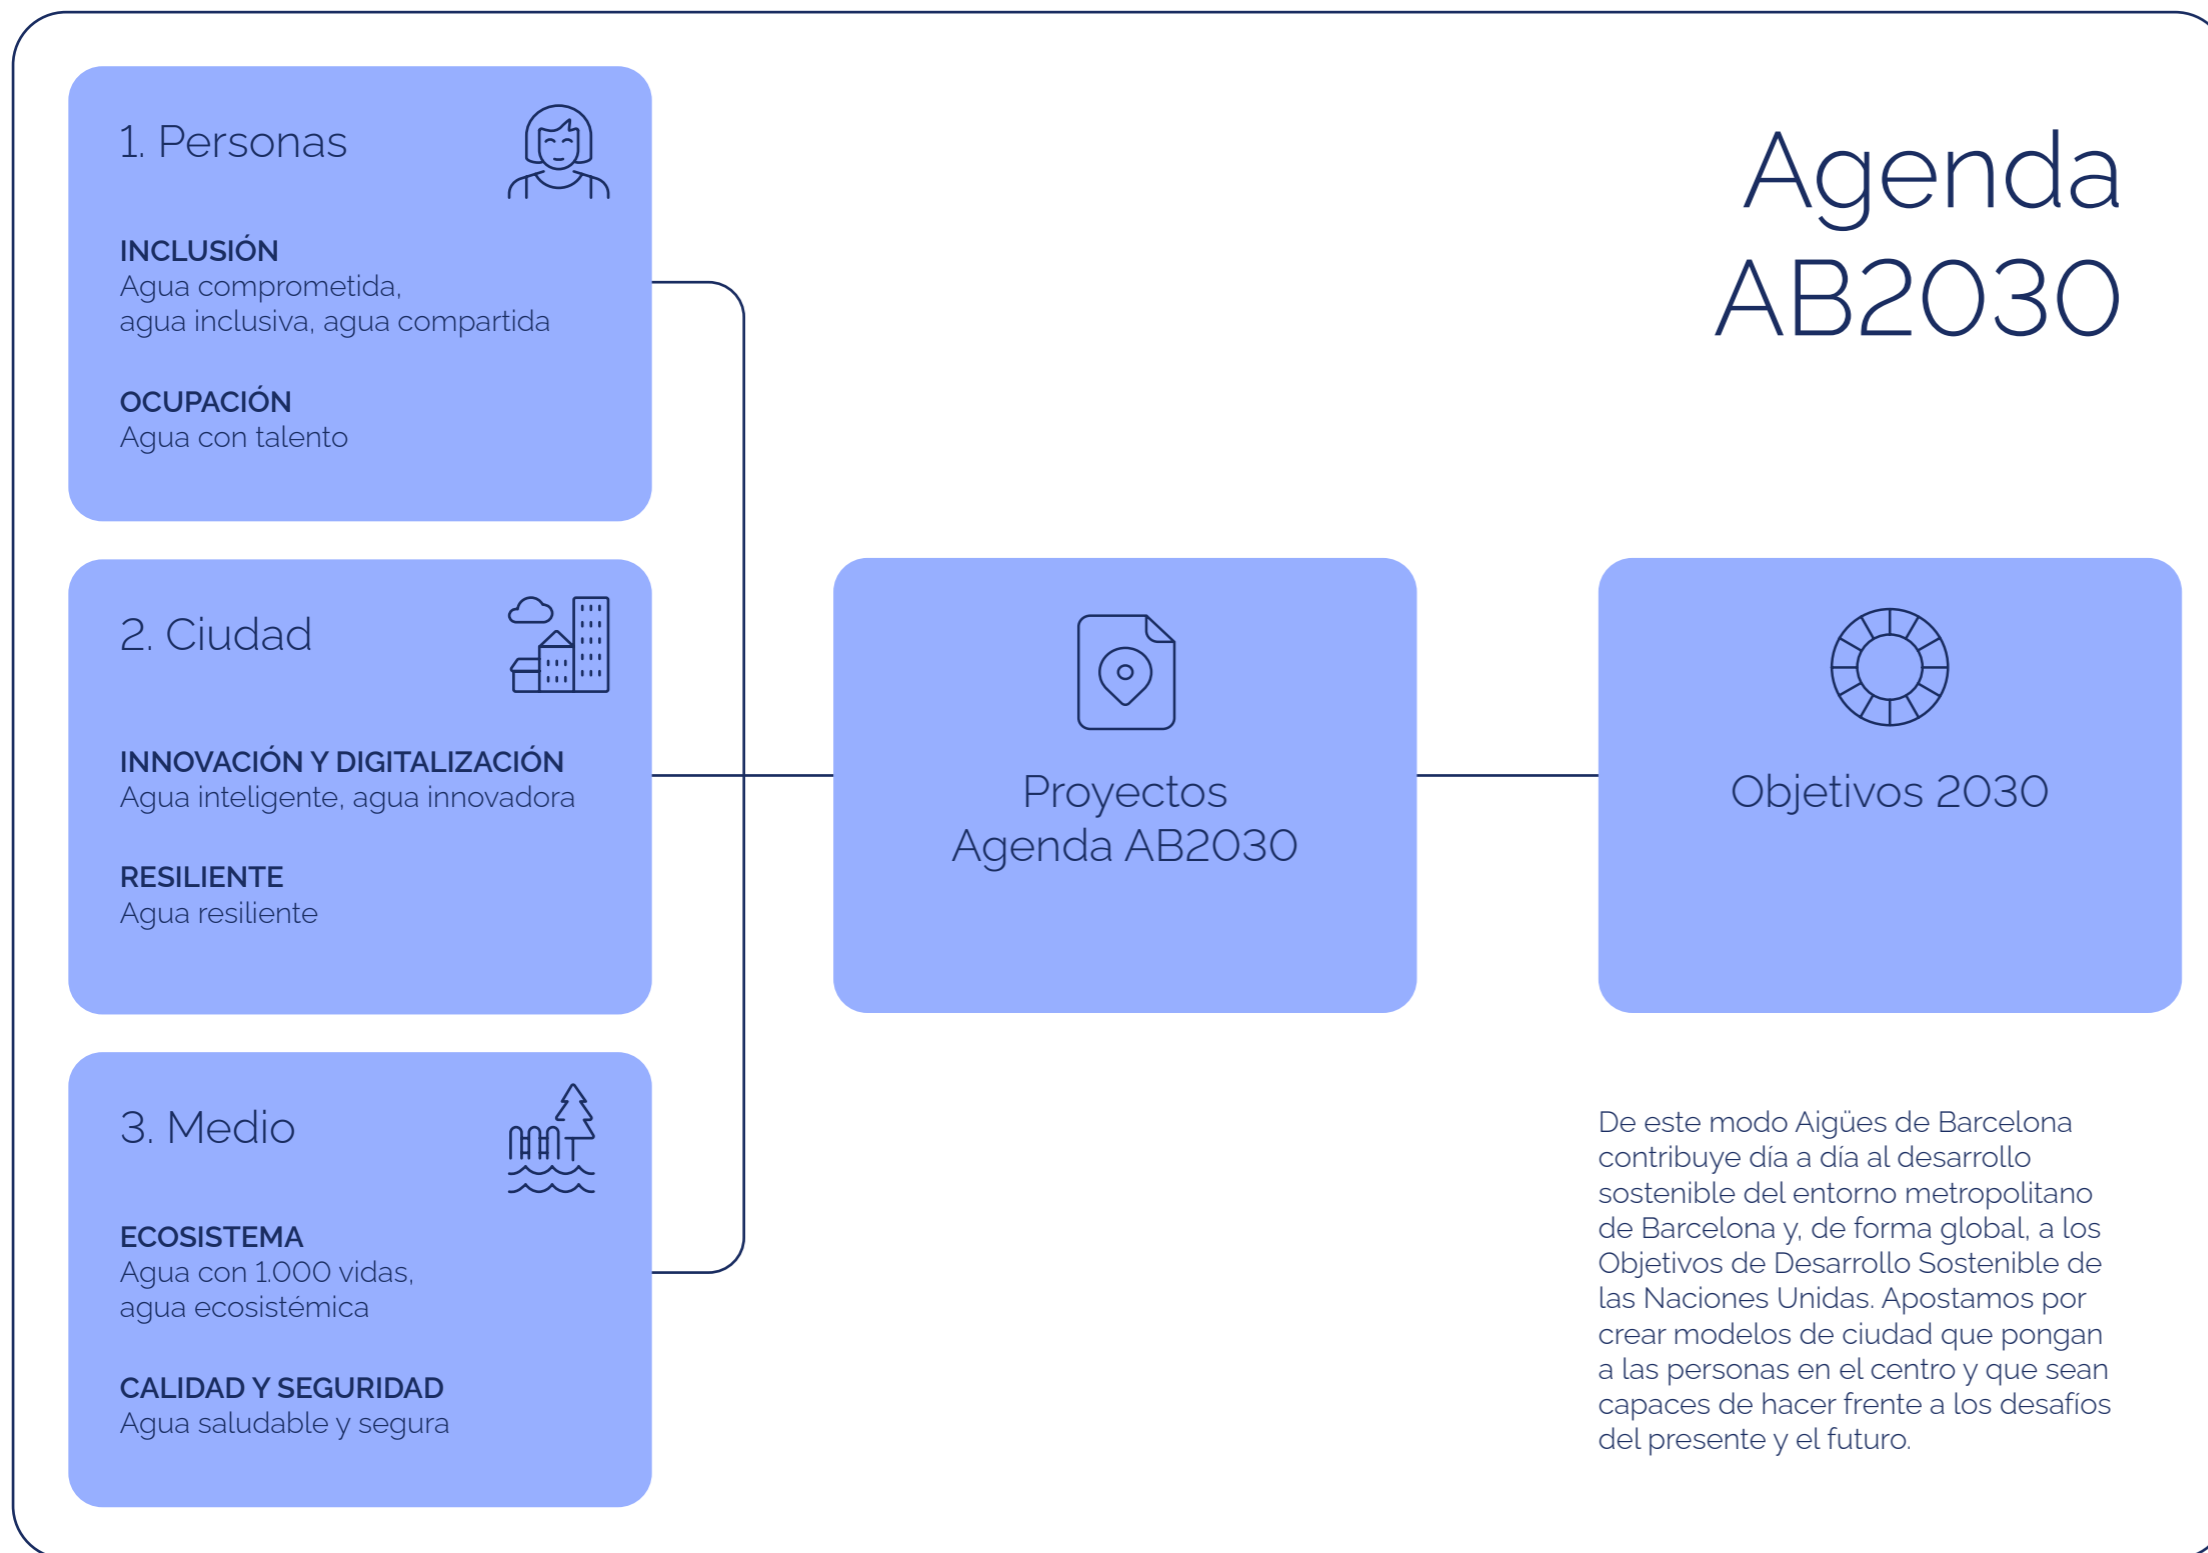 Agenda
AB2030
1. Personas
INCLUSIÓN
Agua comprometida,
agua inclusiva, agua compartida
OCUPACIÓN
Agua con talento
2. Ciudad
INNOVACIÓN Y DIGITALIZACIÓN
Agua inteligente, agua innovadora
RESILIENTE
Agua resiliente
3. Medio
ECOSISTEMA
Agua con 1.000 vidas,
agua ecosistémica
CALIDAD Y SEGURIDAD
Agua saludable y segura
Proyectos
Agenda AB2030
Objetivos 2030
De este modo Aigües de Barcelona
contribuye día a día al desarrollo
sostenible del entorno metropolitano
de Barcelona y, de forma global, a los
Objetivos de Desarrollo Sostenible de
las Naciones Unidas. Apostamos por
crear modelos de ciudad que pongan
a las personas en el centro y que sean
capaces de hacer frente a los desafíos
del presente y el futuro.